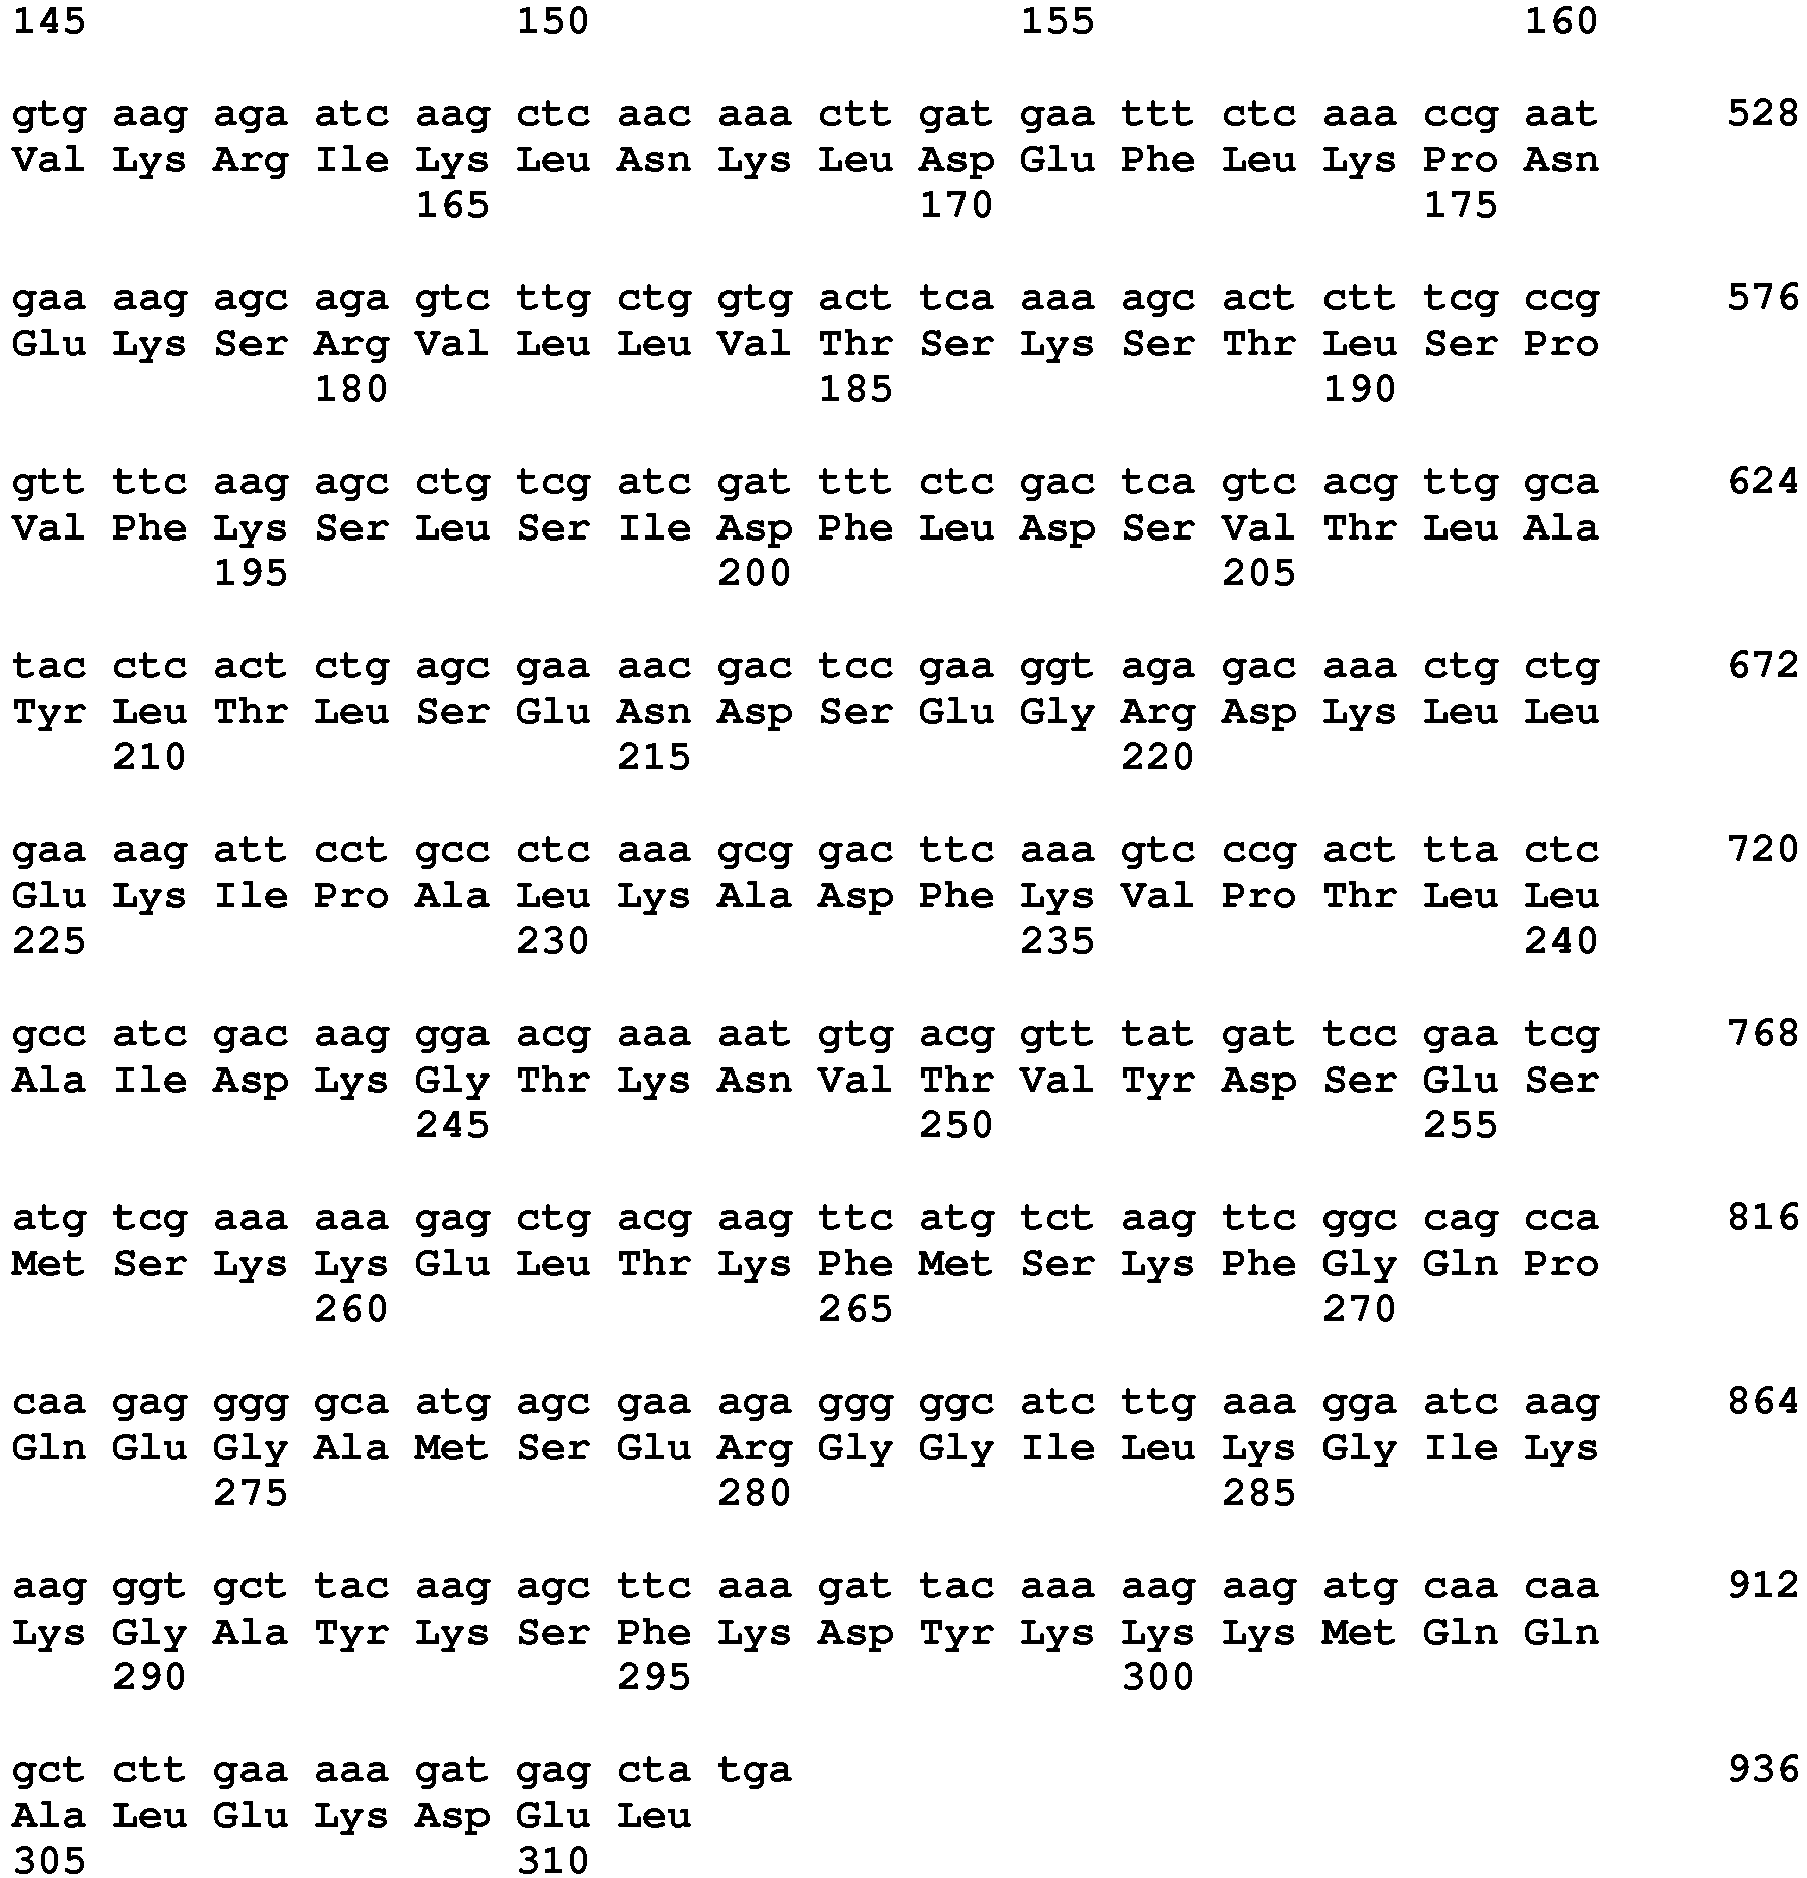 145 150 155 160
gtg aag aga atc aag ctc aac aaa ctt gat gaa ttt ctc aaa ccg aat 528
Val Lys Arg Ile Lys Leu Asn Lys Leu Asp Glu Phe Leu Lys Pro Asn
165 170 175
gaa aag agc aga gtc ttg ctg gtg act tca aaa agc act ctt tcg ccg 576
Glu Lys Ser Arg Val Leu Leu Val Thr Ser Lys Ser Thr Leu Ser Pro
180 185 190
gtt ttc aag agc ctg tcg atc gat ttt ctc gac tca gtc acg ttg gca 624
Val Phe Lys Ser Leu Ser Ile Asp Phe Leu Asp Ser Val Thr Leu Ala
195 200 205
tac ctc act ctg agc gaa aac gac tcc gaa ggt aga gac aaa ctg ctg 672
Tyr Leu Thr Leu Ser Glu Asn Asp Ser Glu Gly Arg Asp Lys Leu Leu
210 215 220
gaa aag att cct gcc ctc aaa gcg gac ttc aaa gtc ccg act tta ctc 720
Glu Lys Ile Pro Ala Leu Lys Ala Asp Phe Lys Val Pro Thr Leu Leu
225 230 235 240
gcc atc gac aag gga acg aaa aat gtg acg gtt tat gat tcc gaa tcg 768
Ala Ile Asp Lys Gly Thr Lys Asn Val Thr Val Tyr Asp Ser Glu Ser
245 250 255
atg tcg aaa aaa gag ctg acg aag ttc atg tct aag ttc ggc cag cca 816
Met Ser Lys Lys Glu Leu Thr Lys Phe Met Ser Lys Phe Gly Gln Pro
260 265 270
caa gag ggg gca atg agc gaa aga ggg ggc atc ttg aaa gga atc aag 864
Gln Glu Gly Ala Met Ser Glu Arg Gly Gly Ile Leu Lys Gly Ile Lys
275 280 285
aag ggt gct tac aag agc ttc aaa gat tac aaa aag aag atg caa caa 912
Lys Gly Ala Tyr Lys Ser Phe Lys Asp Tyr Lys Lys Lys Met Gln Gln
290 295 300
gct ctt gaa aaa gat gag cta tga 936
Ala Leu Glu Lys Asp Glu Leu
305 310